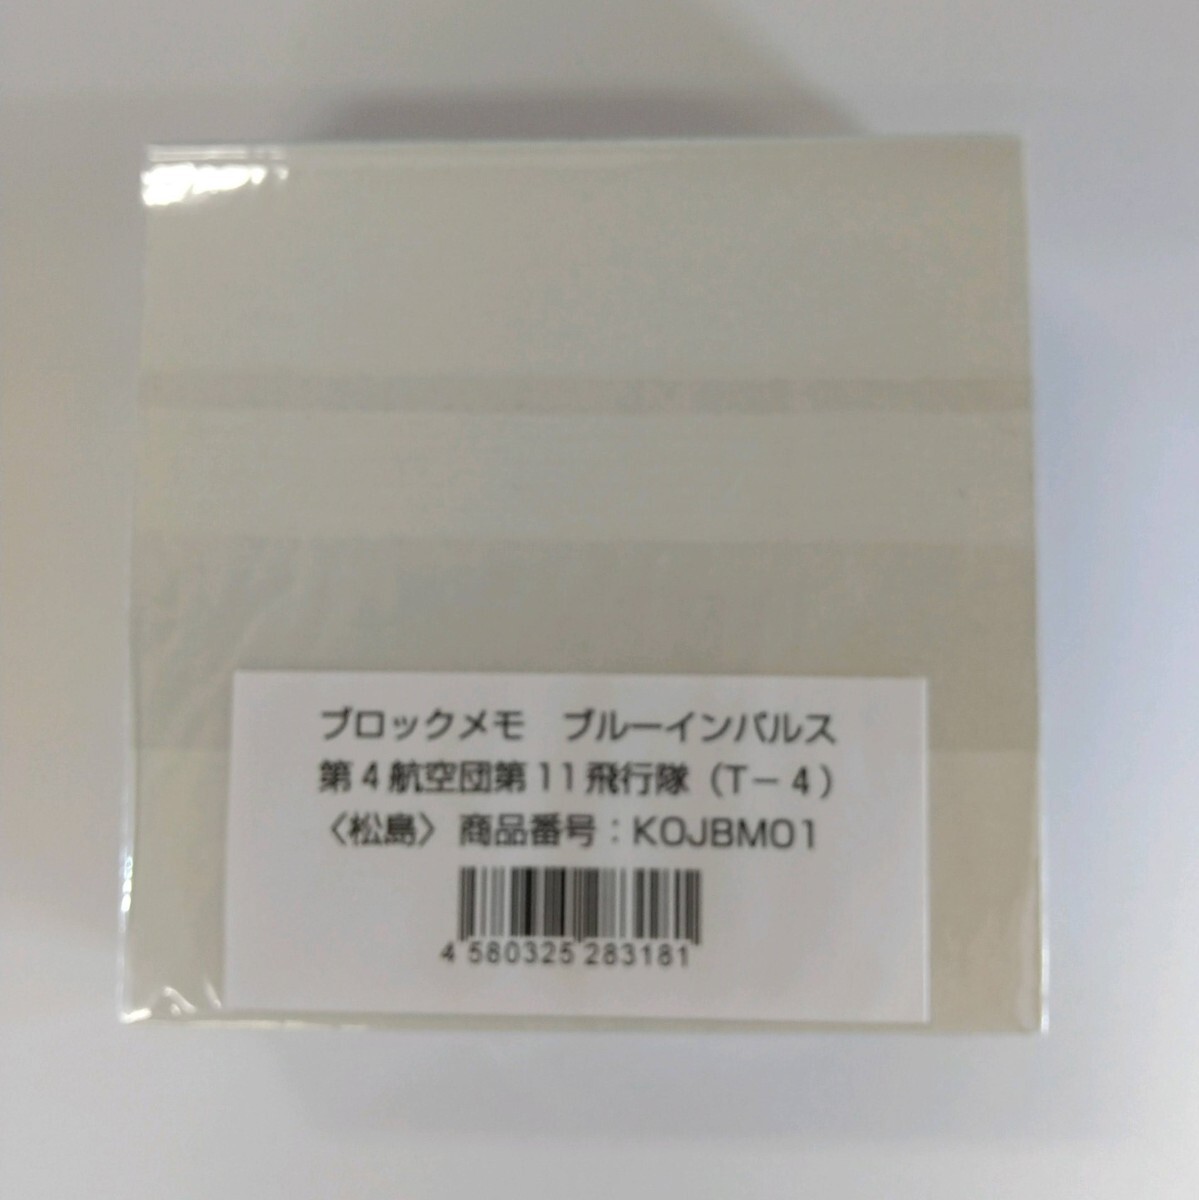 ブロックメモ　ブルーインパルス
第４航空団第11飛行隊（T－４）
〈松島〉 商品番号：KOJBM01
4 580325 283181